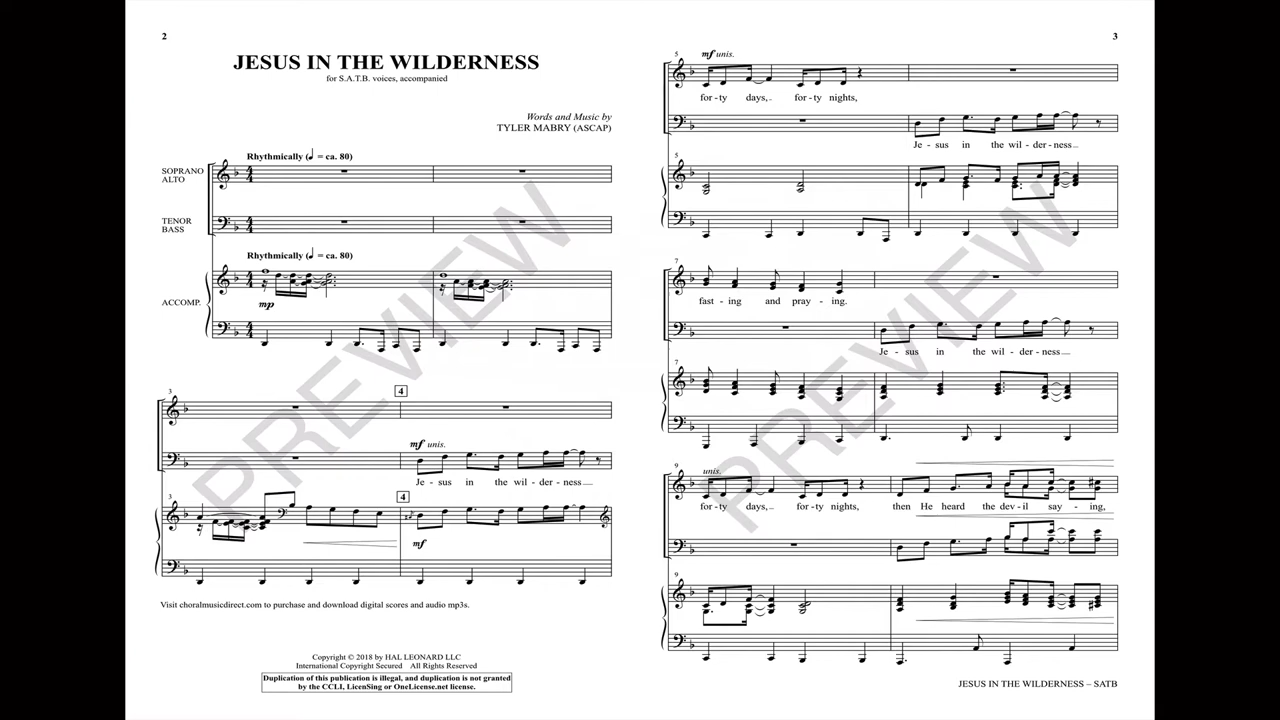 2
JESUS IN THE WILDERNESS
for S.A.T.B. voices, accompanied
Words and Music by
TYLER MABRY (ASCAP)
Rhythmically (♩ = ca. 80)
SOPRANO
ALTO
TENOR
BASS
Rhythmically (♩ = ca. 80)
ACCOMP.
mp
3
4
mf unis.
Je - sus in the wil - der - ness
3
4
mf
Visit choralmusicdirect.com to purchase and download digital scores and audio mp3s.
Copyright © 2018 by HAL LEONARD LLC
International Copyright Secured All Rights Reserved
Duplication of this publication is illegal, and duplication is not granted
by the CCLI, LicenSing or OneLicense.net license.
PREVIEW
3
5
mf unis.
for - ty days, for - ty nights,
Je - sus in the wil - der - ness
5
7
fast - ing and pray - ing.
Je - sus in the wil - der - ness
7
9
unis.
for - ty days, for - ty nights, then He heard the dev - il say - ing,
9
JESUS IN THE WILDERNESS – SATB
PREVIEW